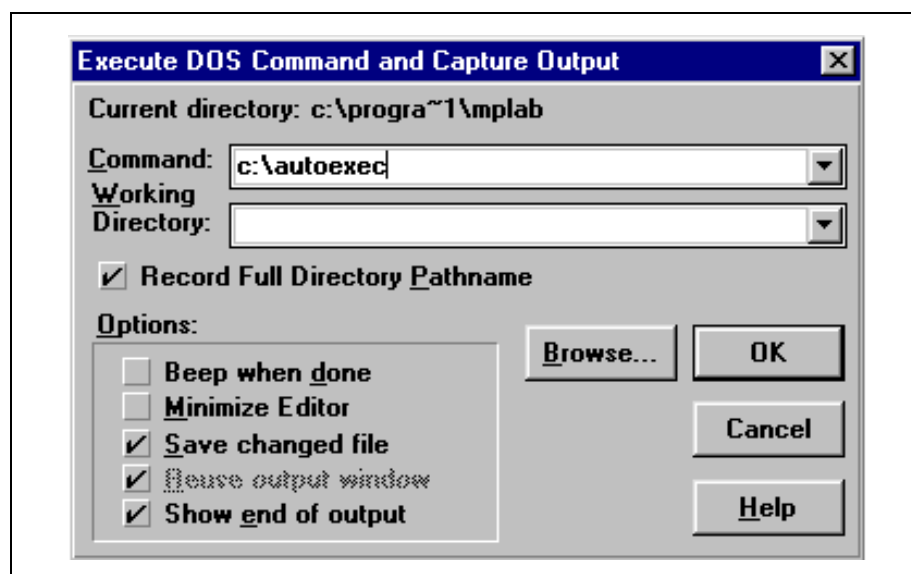 Execute DOS Command and Capture Output
Current directory: c:\progra~1\mplab
Command: c:\autoexec
Working
Directory:
Record Full Directory Pathname
Options:
Browse... OK
Beep when done
Minimize Editor
Save changed file
Cancel
Reuse output window
Show end of output
Help